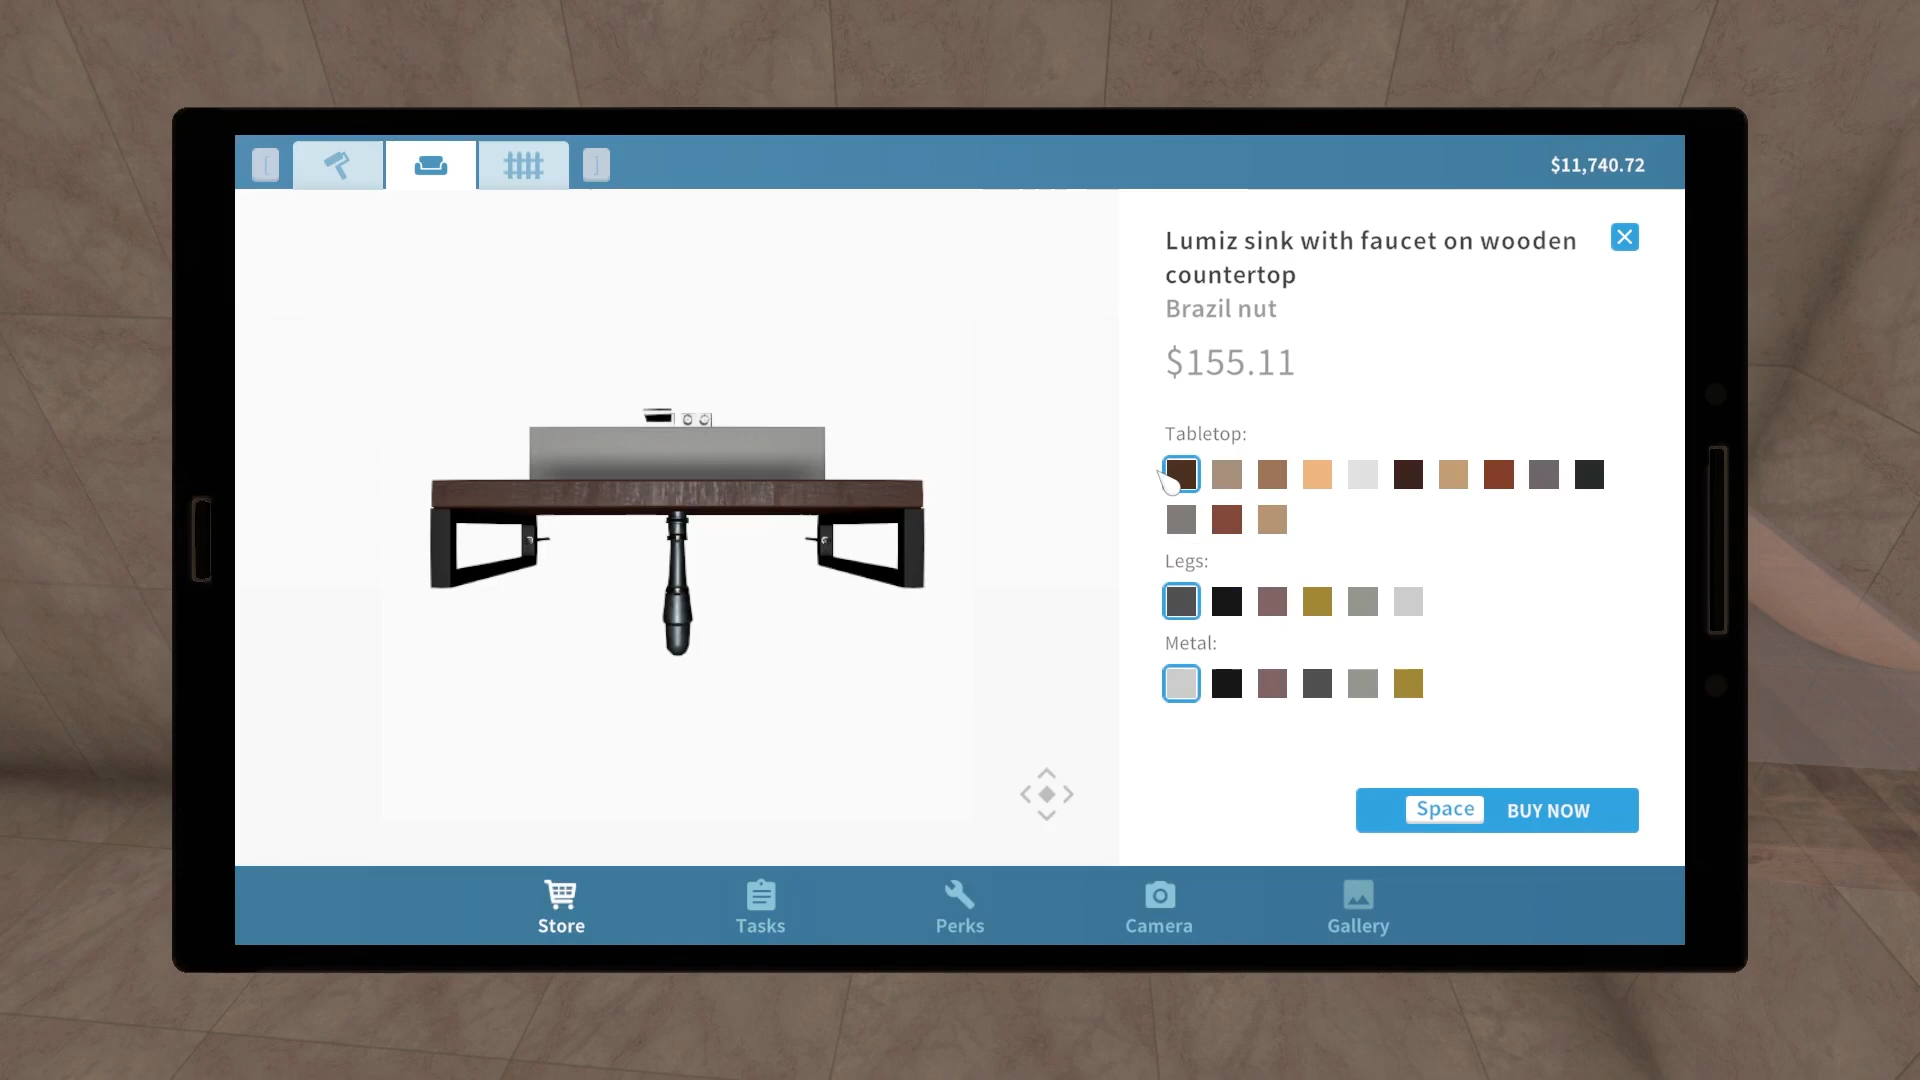 [
]
$11,740.72
Lumiz sink with faucet on wooden
countertop
Brazil nut
$155.11
Tabletop:
Legs:
Metal:
Space BUY NOW
Store
Tasks
Perks
Camera
Gallery